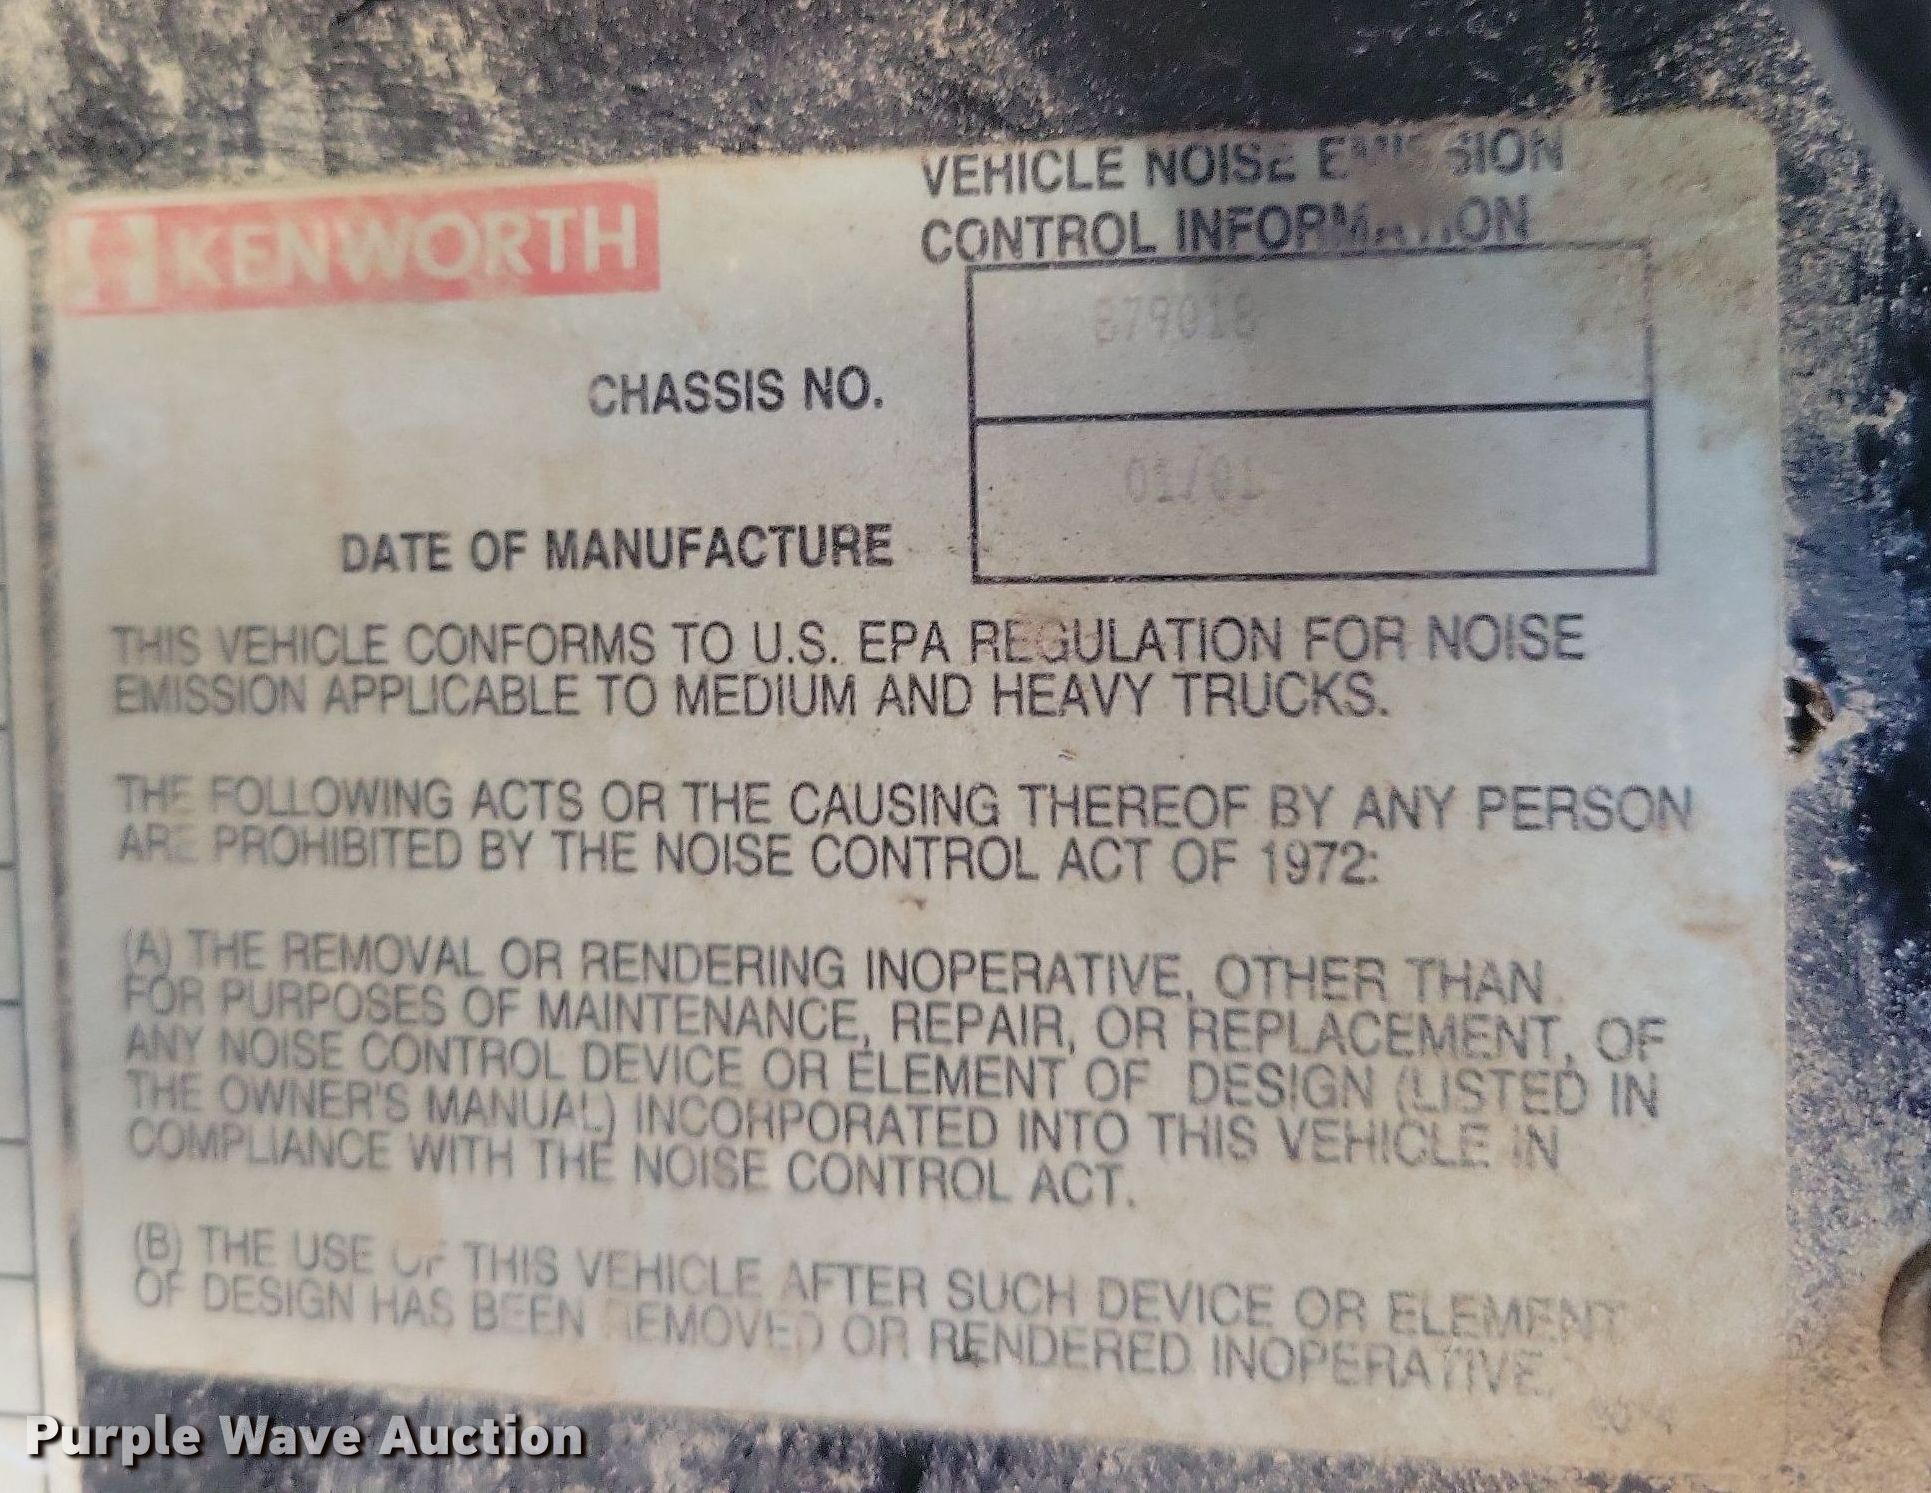 KENWORTH
VEHICLE NOISE EMISSION
CONTROL INFORMATION
CHASSIS NO.
879018
DATE OF MANUFACTURE
01/01
THIS VEHICLE CONFORMS TO U.S. EPA REGULATION FOR NOISE
EMISSION APPLICABLE TO MEDIUM AND HEAVY TRUCKS.
THE FOLLOWING ACTS OR THE CAUSING THEREOF BY ANY PERSON
ARE PROHIBITED BY THE NOISE CONTROL ACT OF 1972:
(A) THE REMOVAL OR RENDERING INOPERATIVE, OTHER THAN
FOR PURPOSES OF MAINTENANCE, REPAIR, OR REPLACEMENT, OF
ANY NOISE CONTROL DEVICE OR ELEMENT OF DESIGN (LISTED IN
THE OWNER'S MANUAL) INCORPORATED INTO THIS VEHICLE IN
COMPLIANCE WITH THE NOISE CONTROL ACT.
(B) THE USE OF THIS VEHICLE AFTER SUCH DEVICE OR ELEMENT
OF DESIGN HAS BEEN REMOVED OR RENDERED INOPERATIVE.
Purple Wave Auction